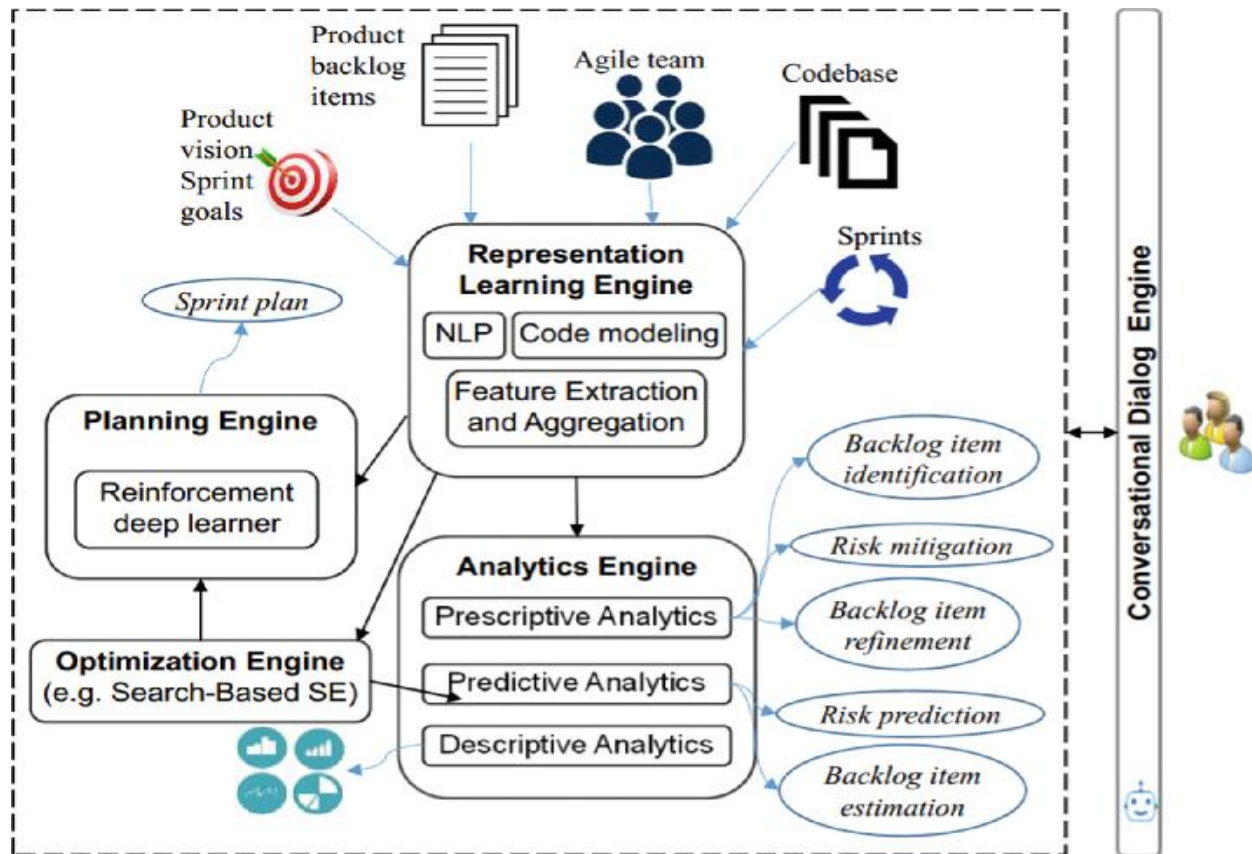 Product
backlog
items
Agile team
Codebase
Product
vision
Sprint
goals
Sprints
Representation
Learning Engine
NLP
Code modeling
Feature Extraction
and Aggregation
Sprint plan
Planning Engine
Reinforcement
deep learner
Optimization Engine
(e.g. Search-Based SE)
Analytics Engine
Prescriptive Analytics
Predictive Analytics
Descriptive Analytics
Backlog item
identification
Risk mitigation
Backlog item
refinement
Risk prediction
Backlog item
estimation
Conversational Dialog Engine